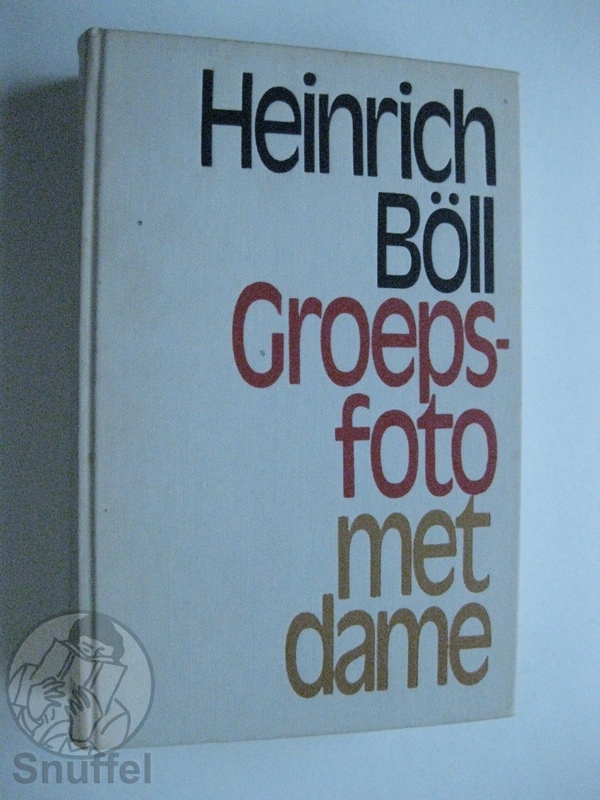 Heinrich
Böll
Groeps-
foto
met
dame
Snuffel